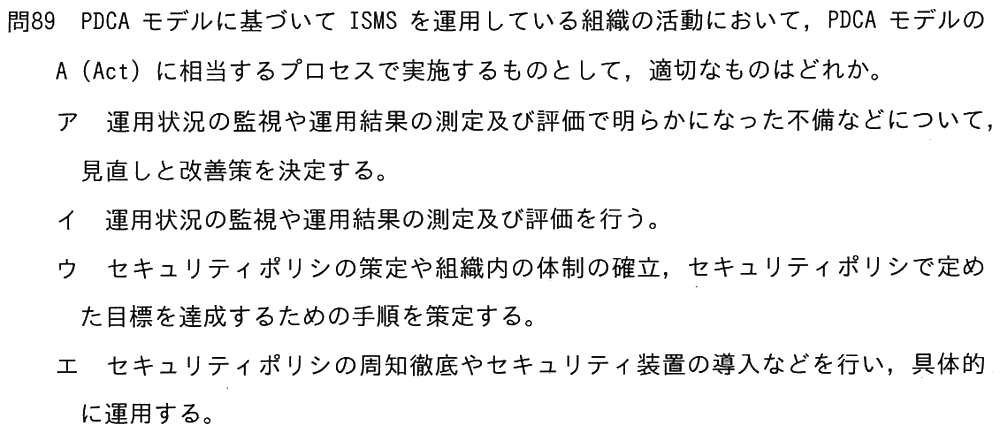 問89 PDCA モデルに基づいて ISMS を運用している組織の活動において，PDCA モデルの
A (Act) に相当するプロセスで実施するものとして，適切なものはどれか。
ア 運用状況の監視や運用結果の測定及び評価で明らかになった不備などについて，
見直しと改善策を決定する。
イ 運用状況の監視や運用結果の測定及び評価を行う。
ウ セキュリティポリシの策定や組織内の体制の確立，セキュリティポリシで定め
た目標を達成するための手順を策定する。
エ セキュリティポリシの周知徹底やセキュリティ装置の導入などを行い，具体的
に運用する。